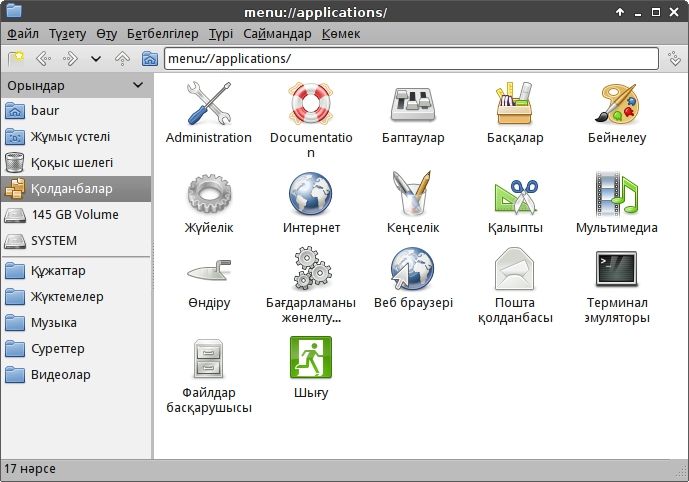 menu://applications/
Файл Түзету Өту Бетбелгілер Түрі Саймандар Көмек
menu://applications/
Орындар
baur
Жұмыс үстелі
Қоқыс шелегі
Қолданбалар
145 GB Volume
SYSTEM
Құжаттар
Жүктемелер
Музыка
Суреттер
Видеолар
Administration
Documentatio
n
Баптаулар
Басқалар
Бейнелеу
Жүйелік
Интернет
Кеңселік
Қалыпты
Мультимедиа
Өндіру
Бағдарламаны
жөнелту...
Веб браузері
Пошта
қолданбасы
Терминал
эмуляторы
Файлдар
басқарушысы
Шығу
17 нәрсе